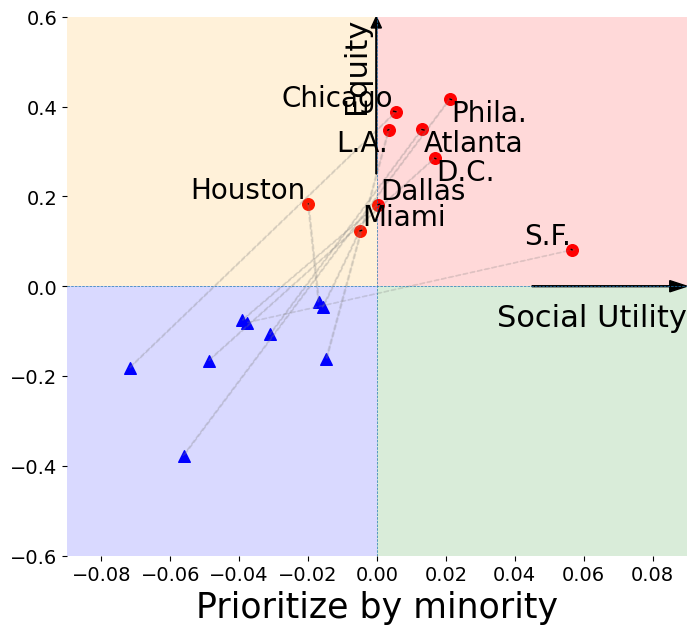 0.6
0.4
0.2
0.0
−0.2
−0.4
−0.6
Equity
Chicago
Phila.
L.A.
Atlanta
D.C.
Houston
Dallas
Miami
S.F.
Social Utility
−0.08 −0.06 −0.04 −0.02 0.00 0.02 0.04 0.06 0.08
Prioritize by minority